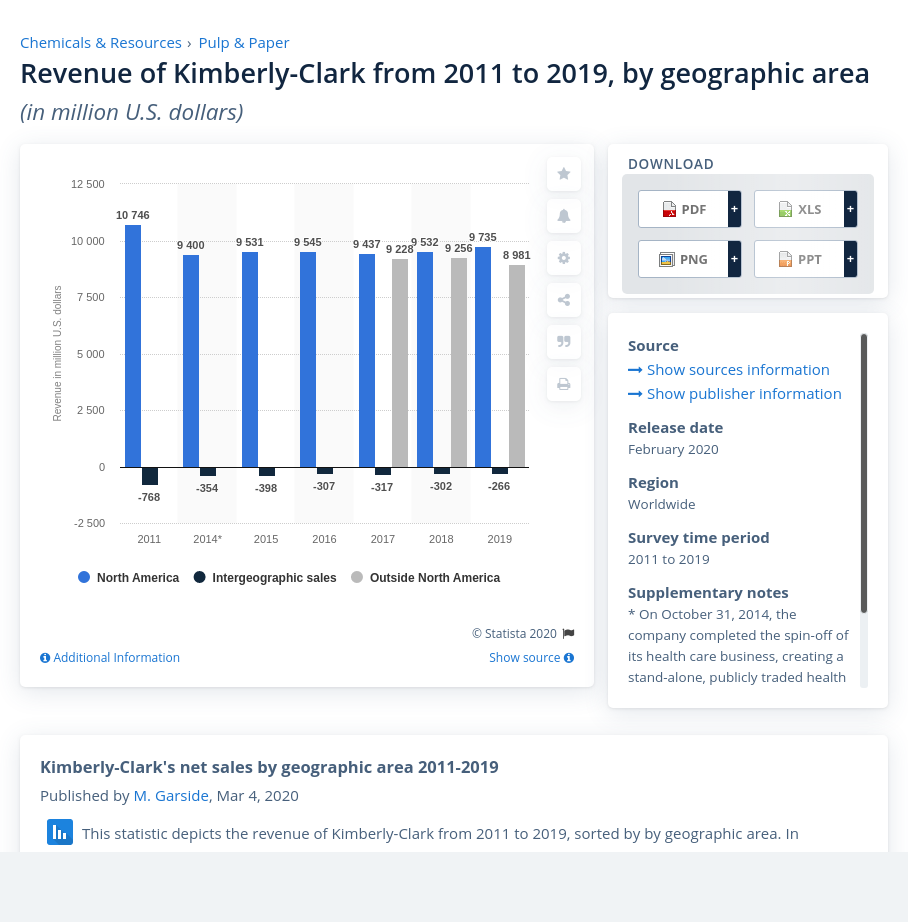 Chemicals & Resources › Pulp & Paper
Revenue of Kimberly-Clark from 2011 to 2019, by geographic area
(in million U.S. dollars)
Revenue in million U.S. dollars
12 500
10 000
7 500
5 000
2 500
0
-2 500
10 746
9 400
9 531
9 545
9 437
9 228
9 532
9 256
9 735
8 981
-768
-354
-398
-307
-317
-302
-266
2011
2014*
2015
2016
2017
2018
2019
North America
Intergeographic sales
Outside North America
© Statista 2020
Additional Information
Show source
DOWNLOAD
PDF +
XLS +
PNG +
PPT +
Source
Show sources information
Show publisher information
Release date
February 2020
Region
Worldwide
Survey time period
2011 to 2019
Supplementary notes
* On October 31, 2014, the
company completed the spin-off of
its health care business, creating a
stand-alone, publicly traded health
Kimberly-Clark's net sales by geographic area 2011-2019
Published by M. Garside, Mar 4, 2020
This statistic depicts the revenue of Kimberly-Clark from 2011 to 2019, sorted by by geographic area. In